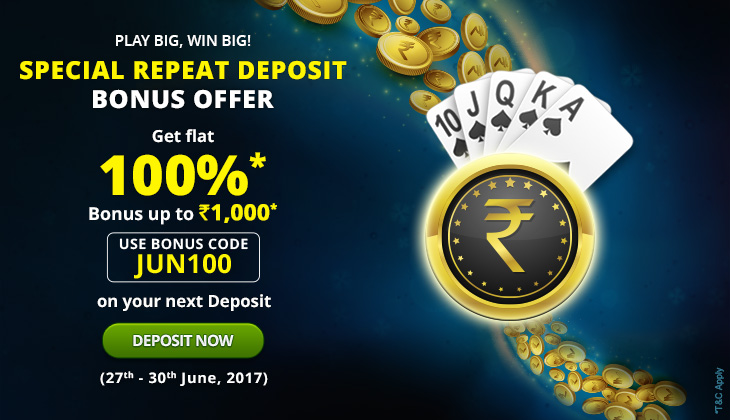 PLAY BIG, WIN BIG!
SPECIAL REPEAT DEPOSIT
BONUS OFFER
Get flat
100%*
Bonus up to ₹1,000*
USE BONUS CODE
JUN100
on your next Deposit
DEPOSIT NOW
(27th - 30th June, 2017)
10 J Q K A
₹
*T&C Apply